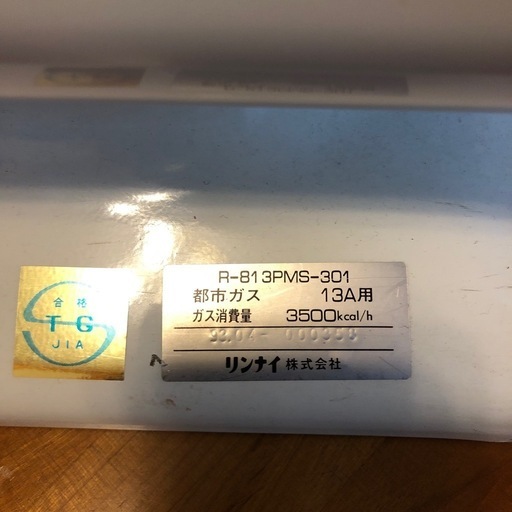 合格
TG
JIA
R-813PMS-301
都市ガス 13A用
ガス消費量 3500kcal/h
リンナイ株式会社